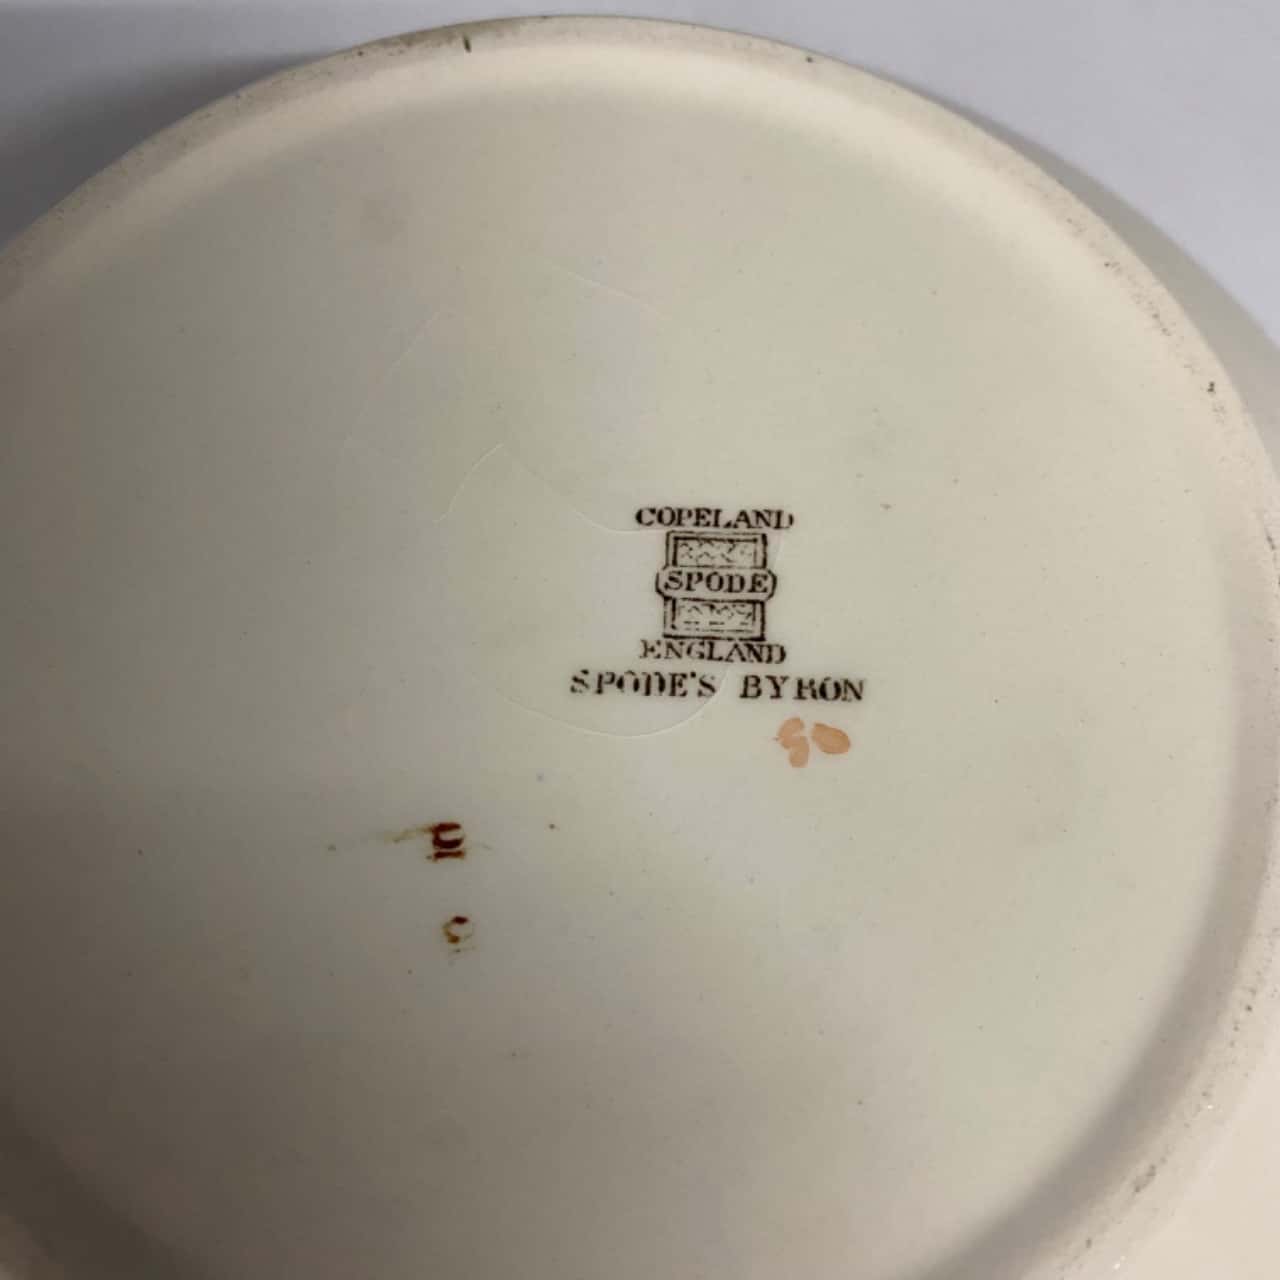 COPELAND
SPODE
ENGLAND
SPODE'S BYRON